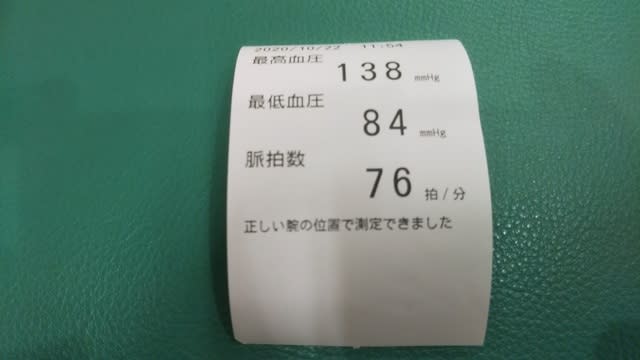 2020/10/22 11:54
最高血圧 138 mmHg
最低血圧 84 mmHg
脈拍数 76 拍/分
正しい腕の位置で測定できました